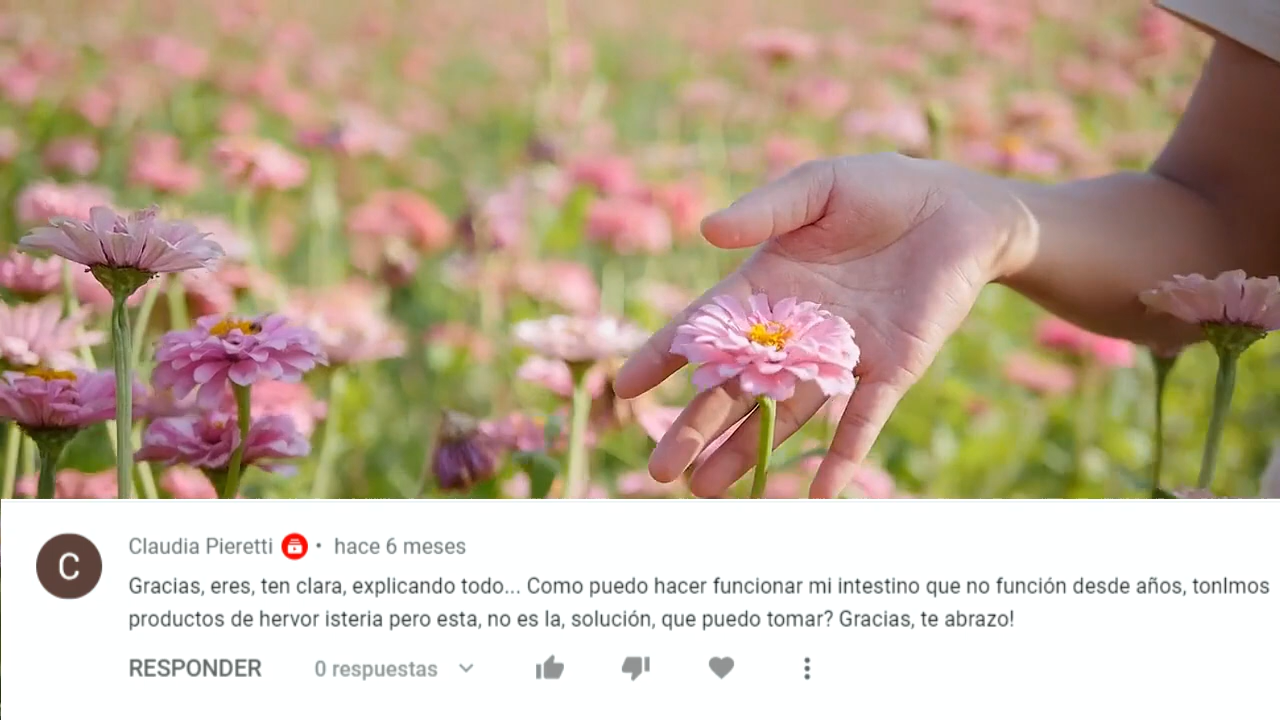 C
Claudia Pieretti • hace 6 meses
Gracias, eres, ten clara, explicando todo... Como puedo hacer funcionar mi intestino que no función desde años, tonlmos
productos de hervor isteria pero esta, no es la, solución, que puedo tomar? Gracias, te abrazo!
RESPONDER 0 respuestas